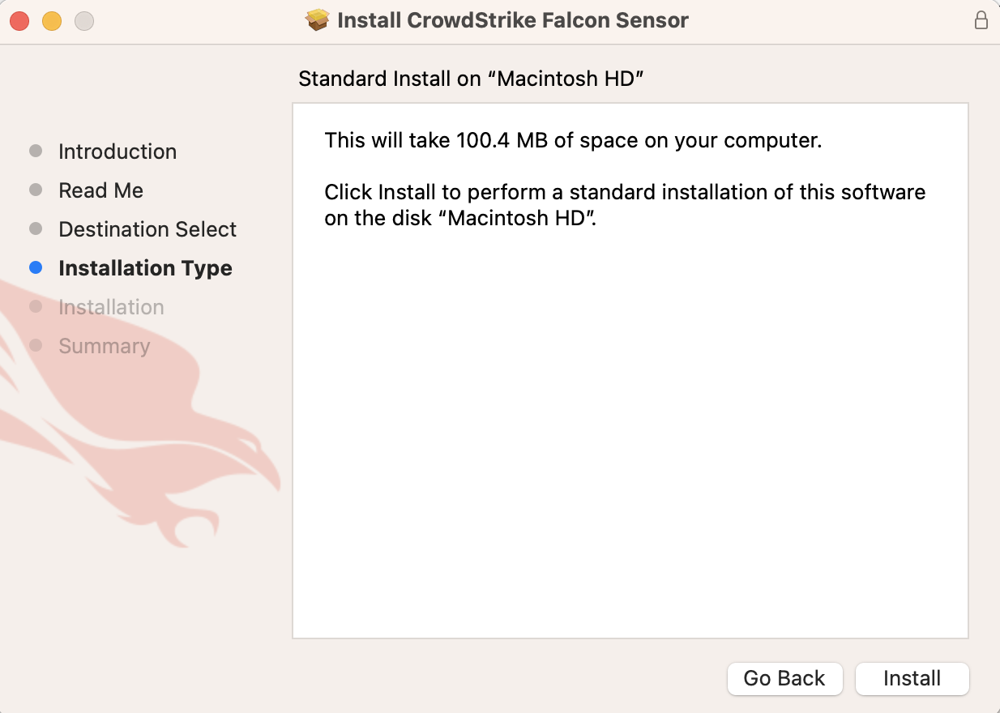 Install CrowdStrike Falcon Sensor
Standard Install on “Macintosh HD”
Introduction
Read Me
Destination Select
Installation Type
Installation
Summary
This will take 100.4 MB of space on your computer.
Click Install to perform a standard installation of this software
on the disk “Macintosh HD”.
Go Back
Install